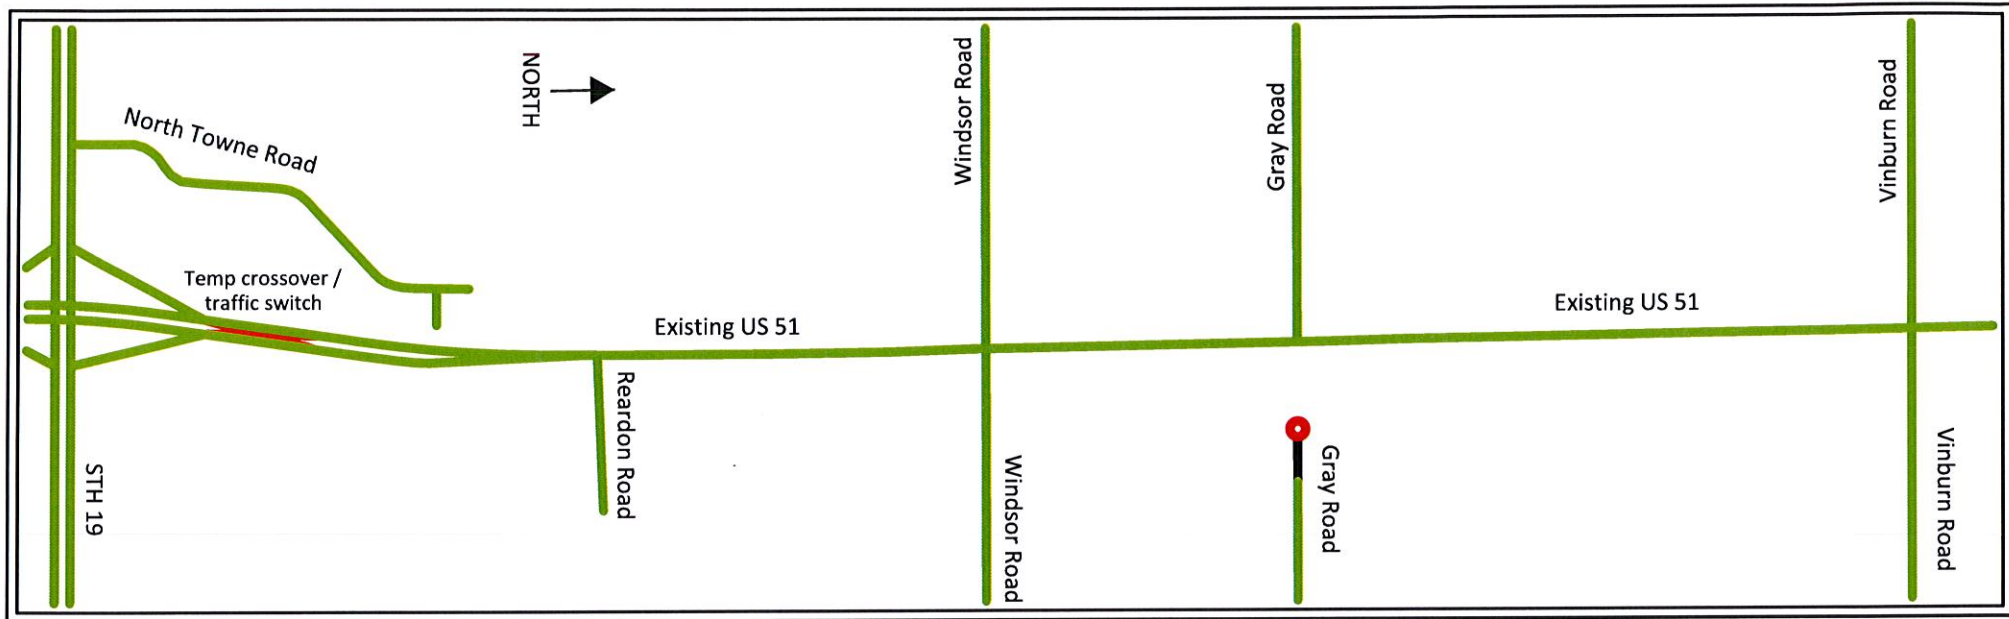 NORTH
North Towne Road
Windsor Road
Gray Road
Vinburn Road
Temp crossover /
traffic switch
Existing US 51
Existing US 51
STH 19
Reardon Road
Windsor Road
Gray Road
Vinburn Road